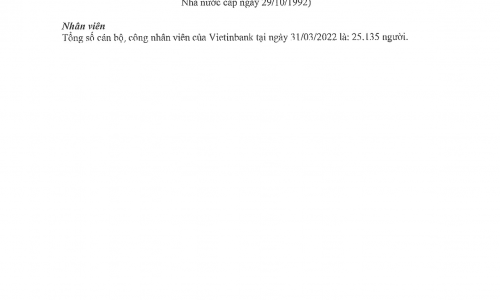 Nhà nước cấp ngày 29/10/1992)
Nhân viên
Tổng số cán bộ, công nhân viên của Vietinbank tại ngày 31/03/2022 là: 25.135 người.